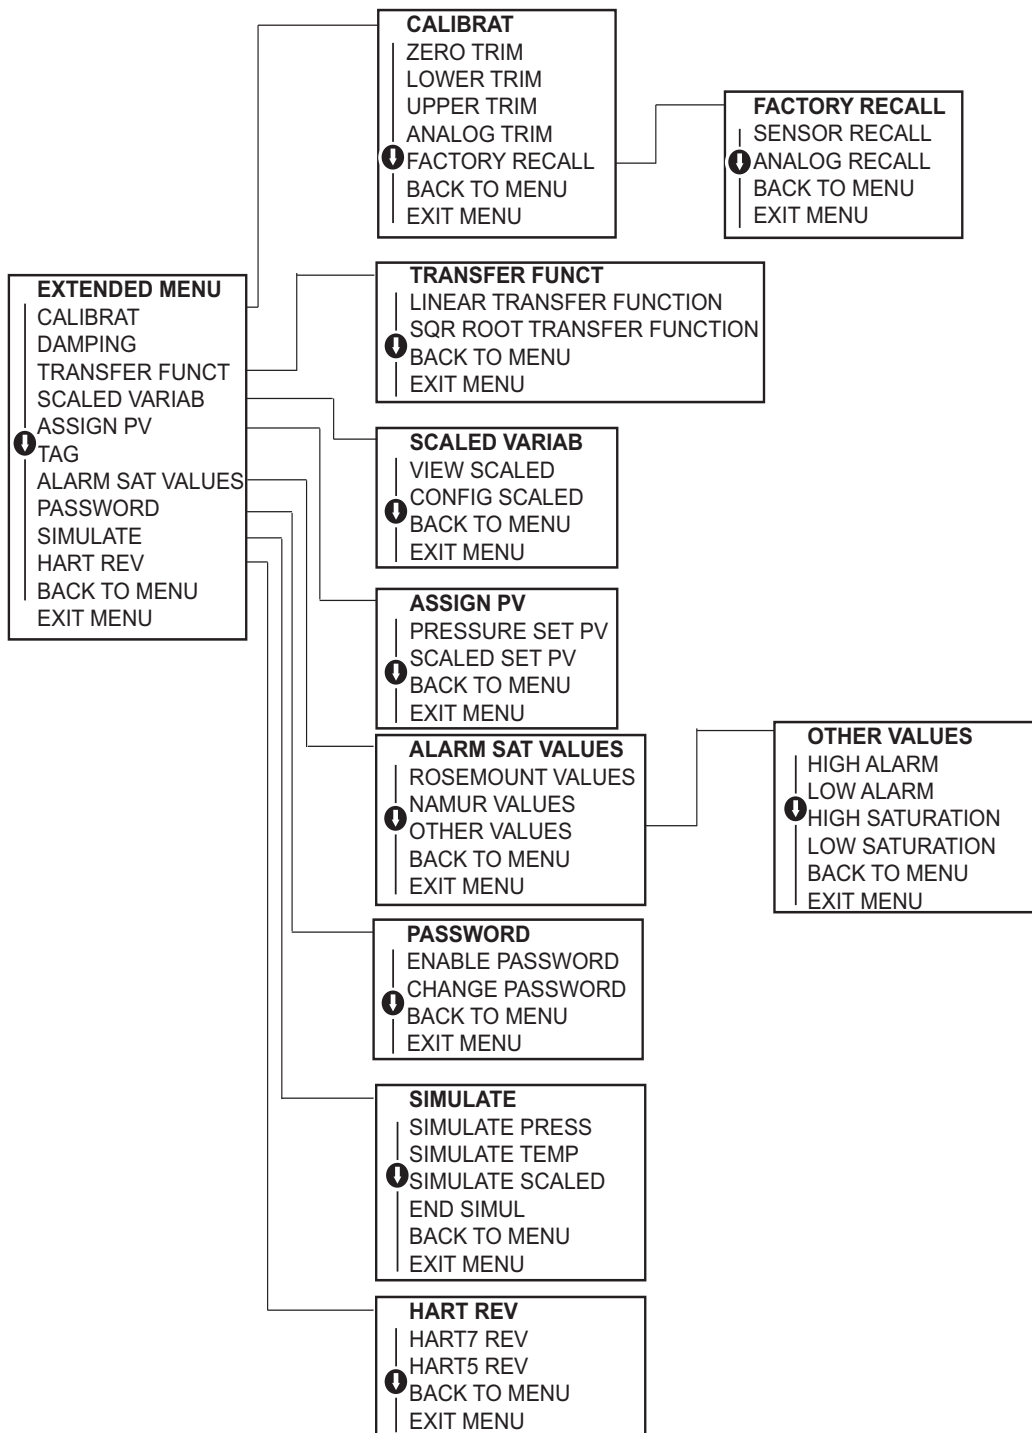 CALIBRAT
ZERO TRIM
LOWER TRIM
UPPER TRIM
ANALOG TRIM
FACTORY RECALL
BACK TO MENU
EXIT MENU
FACTORY RECALL
SENSOR RECALL
ANALOG RECALL
BACK TO MENU
EXIT MENU
EXTENDED MENU
CALIBRAT
DAMPING
TRANSFER FUNCT
SCALED VARIAB
ASSIGN PV
TAG
ALARM SAT VALUES
PASSWORD
SIMULATE
HART REV
BACK TO MENU
EXIT MENU
TRANSFER FUNCT
LINEAR TRANSFER FUNCTION
SQR ROOT TRANSFER FUNCTION
BACK TO MENU
EXIT MENU
SCALED VARIAB
VIEW SCALED
CONFIG SCALED
BACK TO MENU
EXIT MENU
ASSIGN PV
PRESSURE SET PV
SCALED SET PV
BACK TO MENU
EXIT MENU
ALARM SAT VALUES
ROSEMOUNT VALUES
NAMUR VALUES
OTHER VALUES
BACK TO MENU
EXIT MENU
OTHER VALUES
HIGH ALARM
LOW ALARM
HIGH SATURATION
LOW SATURATION
BACK TO MENU
EXIT MENU
PASSWORD
ENABLE PASSWORD
CHANGE PASSWORD
BACK TO MENU
EXIT MENU
SIMULATE
SIMULATE PRESS
SIMULATE TEMP
SIMULATE SCALED
END SIMUL
BACK TO MENU
EXIT MENU
HART REV
HART7 REV
HART5 REV
BACK TO MENU
EXIT MENU